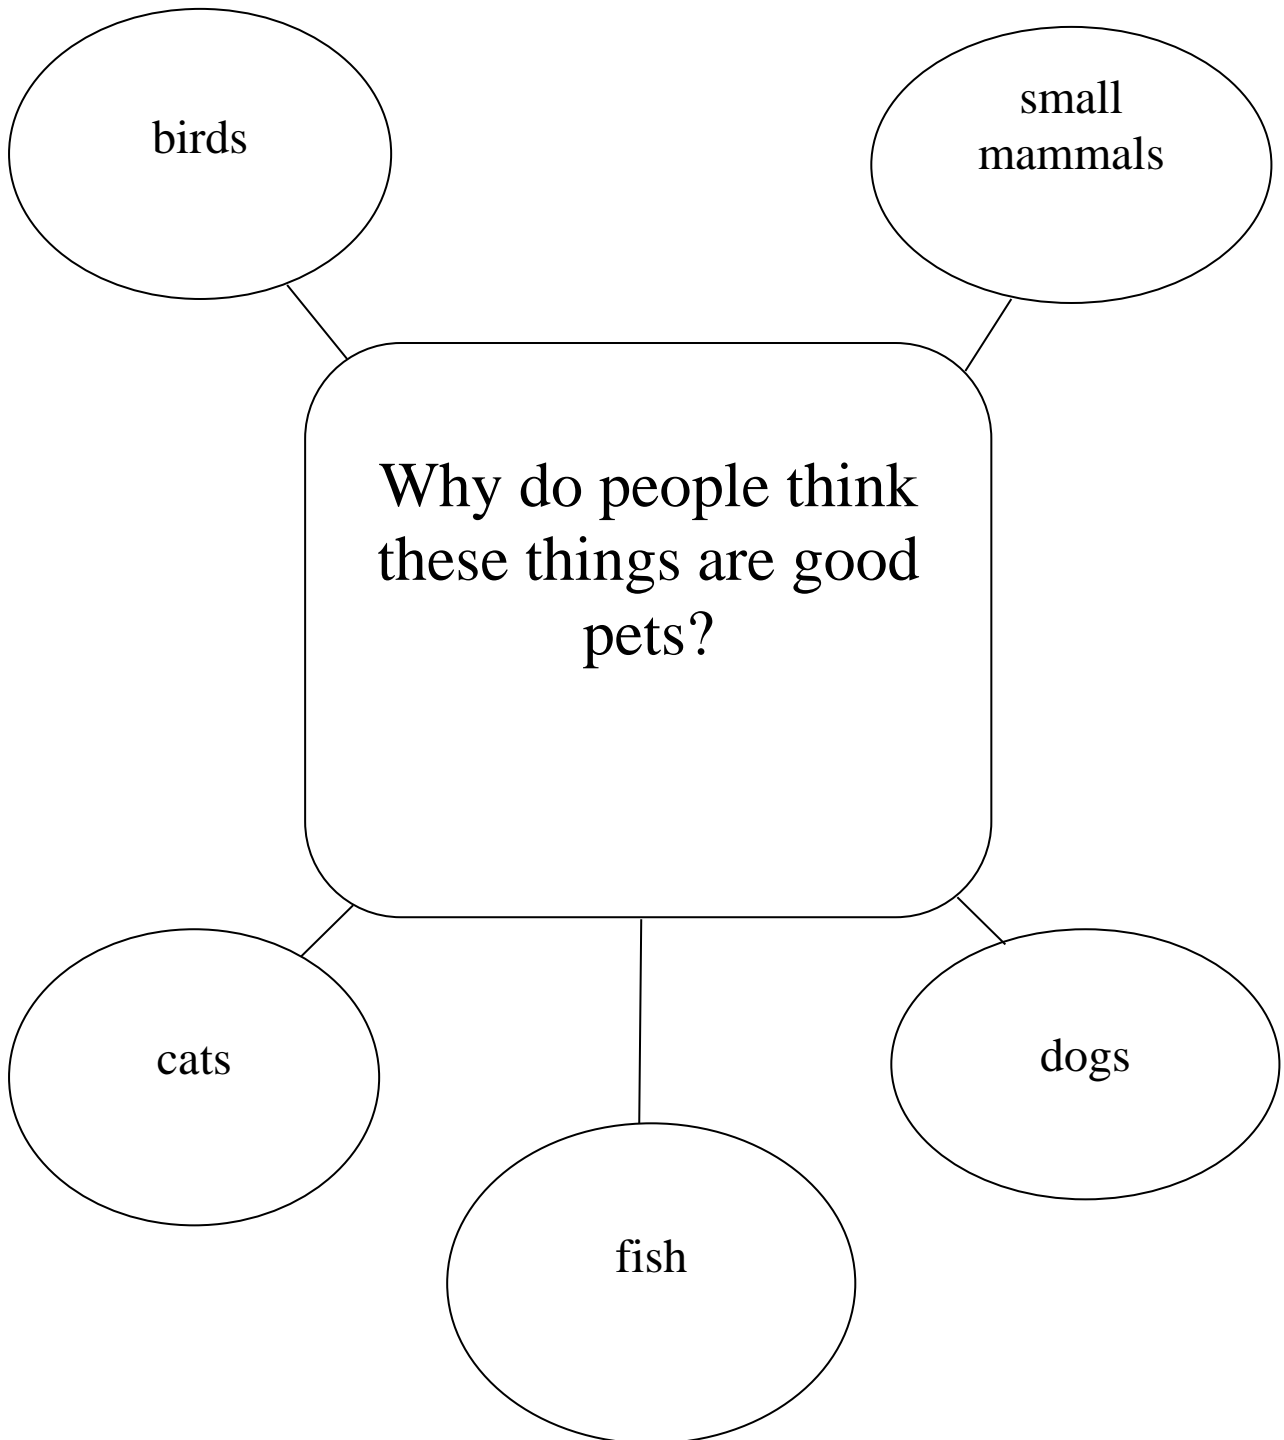 birds
small
mammals
Why do people think
these things are good
pets?
cats
dogs
fish